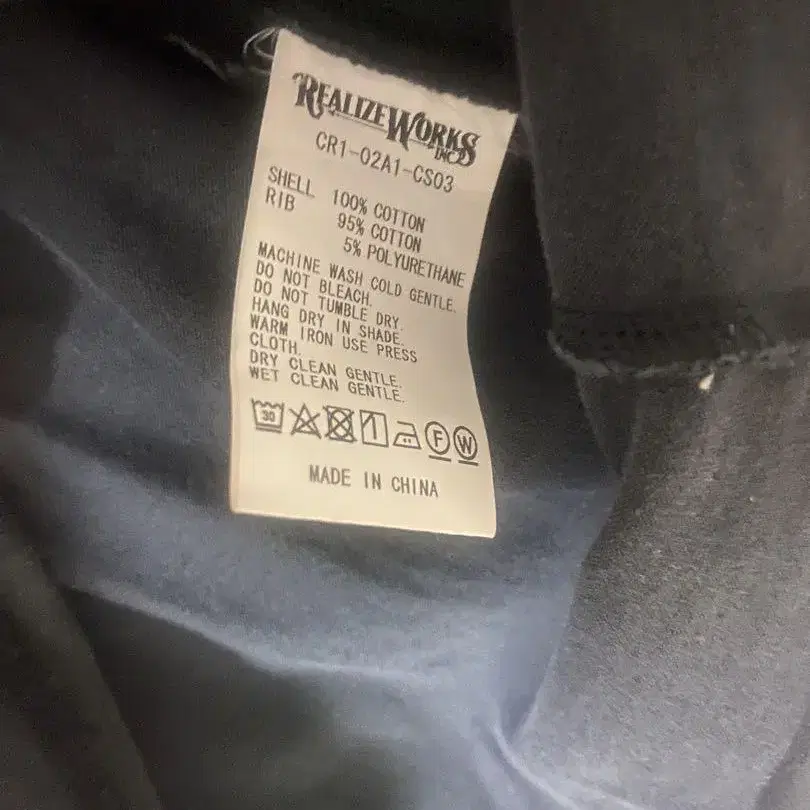 REALIZEWORKS
INC
CR1-02A1-CS03
SHELL 100% COTTON
RIB 95% COTTON
5% POLYURETHANE
MACHINE WASH COLD GENTLE.
DO NOT BLEACH.
DO NOT TUMBLE DRY.
HANG DRY IN SHADE.
WARM IRON USE PRESS
CLOTH.
DRY CLEAN GENTLE.
WET CLEAN GENTLE.
30 F W
MADE IN CHINA